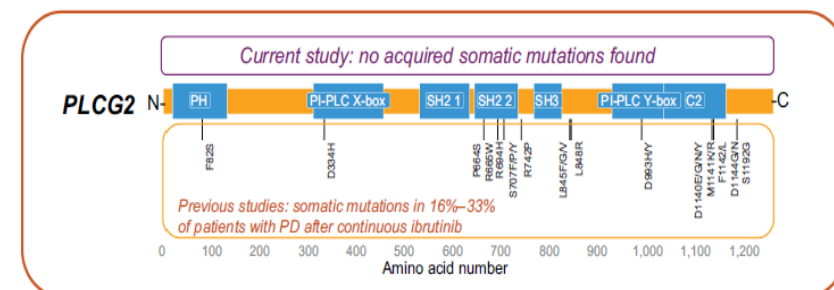 Current study: no acquired somatic mutations found
PLCG2 N- PH PI-PLC X-box SH2 1 SH2 2 SH3 PI-PLC Y-box C2 -C
F82S
D334H
P664S
R665W
R694H
S707F/P/Y
R742P
L845F/G/V
L848R
D993H/Y
D1140E/G/N/Y
M1141K/R
F1142/L
D1144G/N
S1192G
Previous studies: somatic mutations in 16%–33%
of patients with PD after continuous ibrutinib
0 100 200 300 400 500 600 700 800 900 1,000 1,100 1,200
Amino acid number